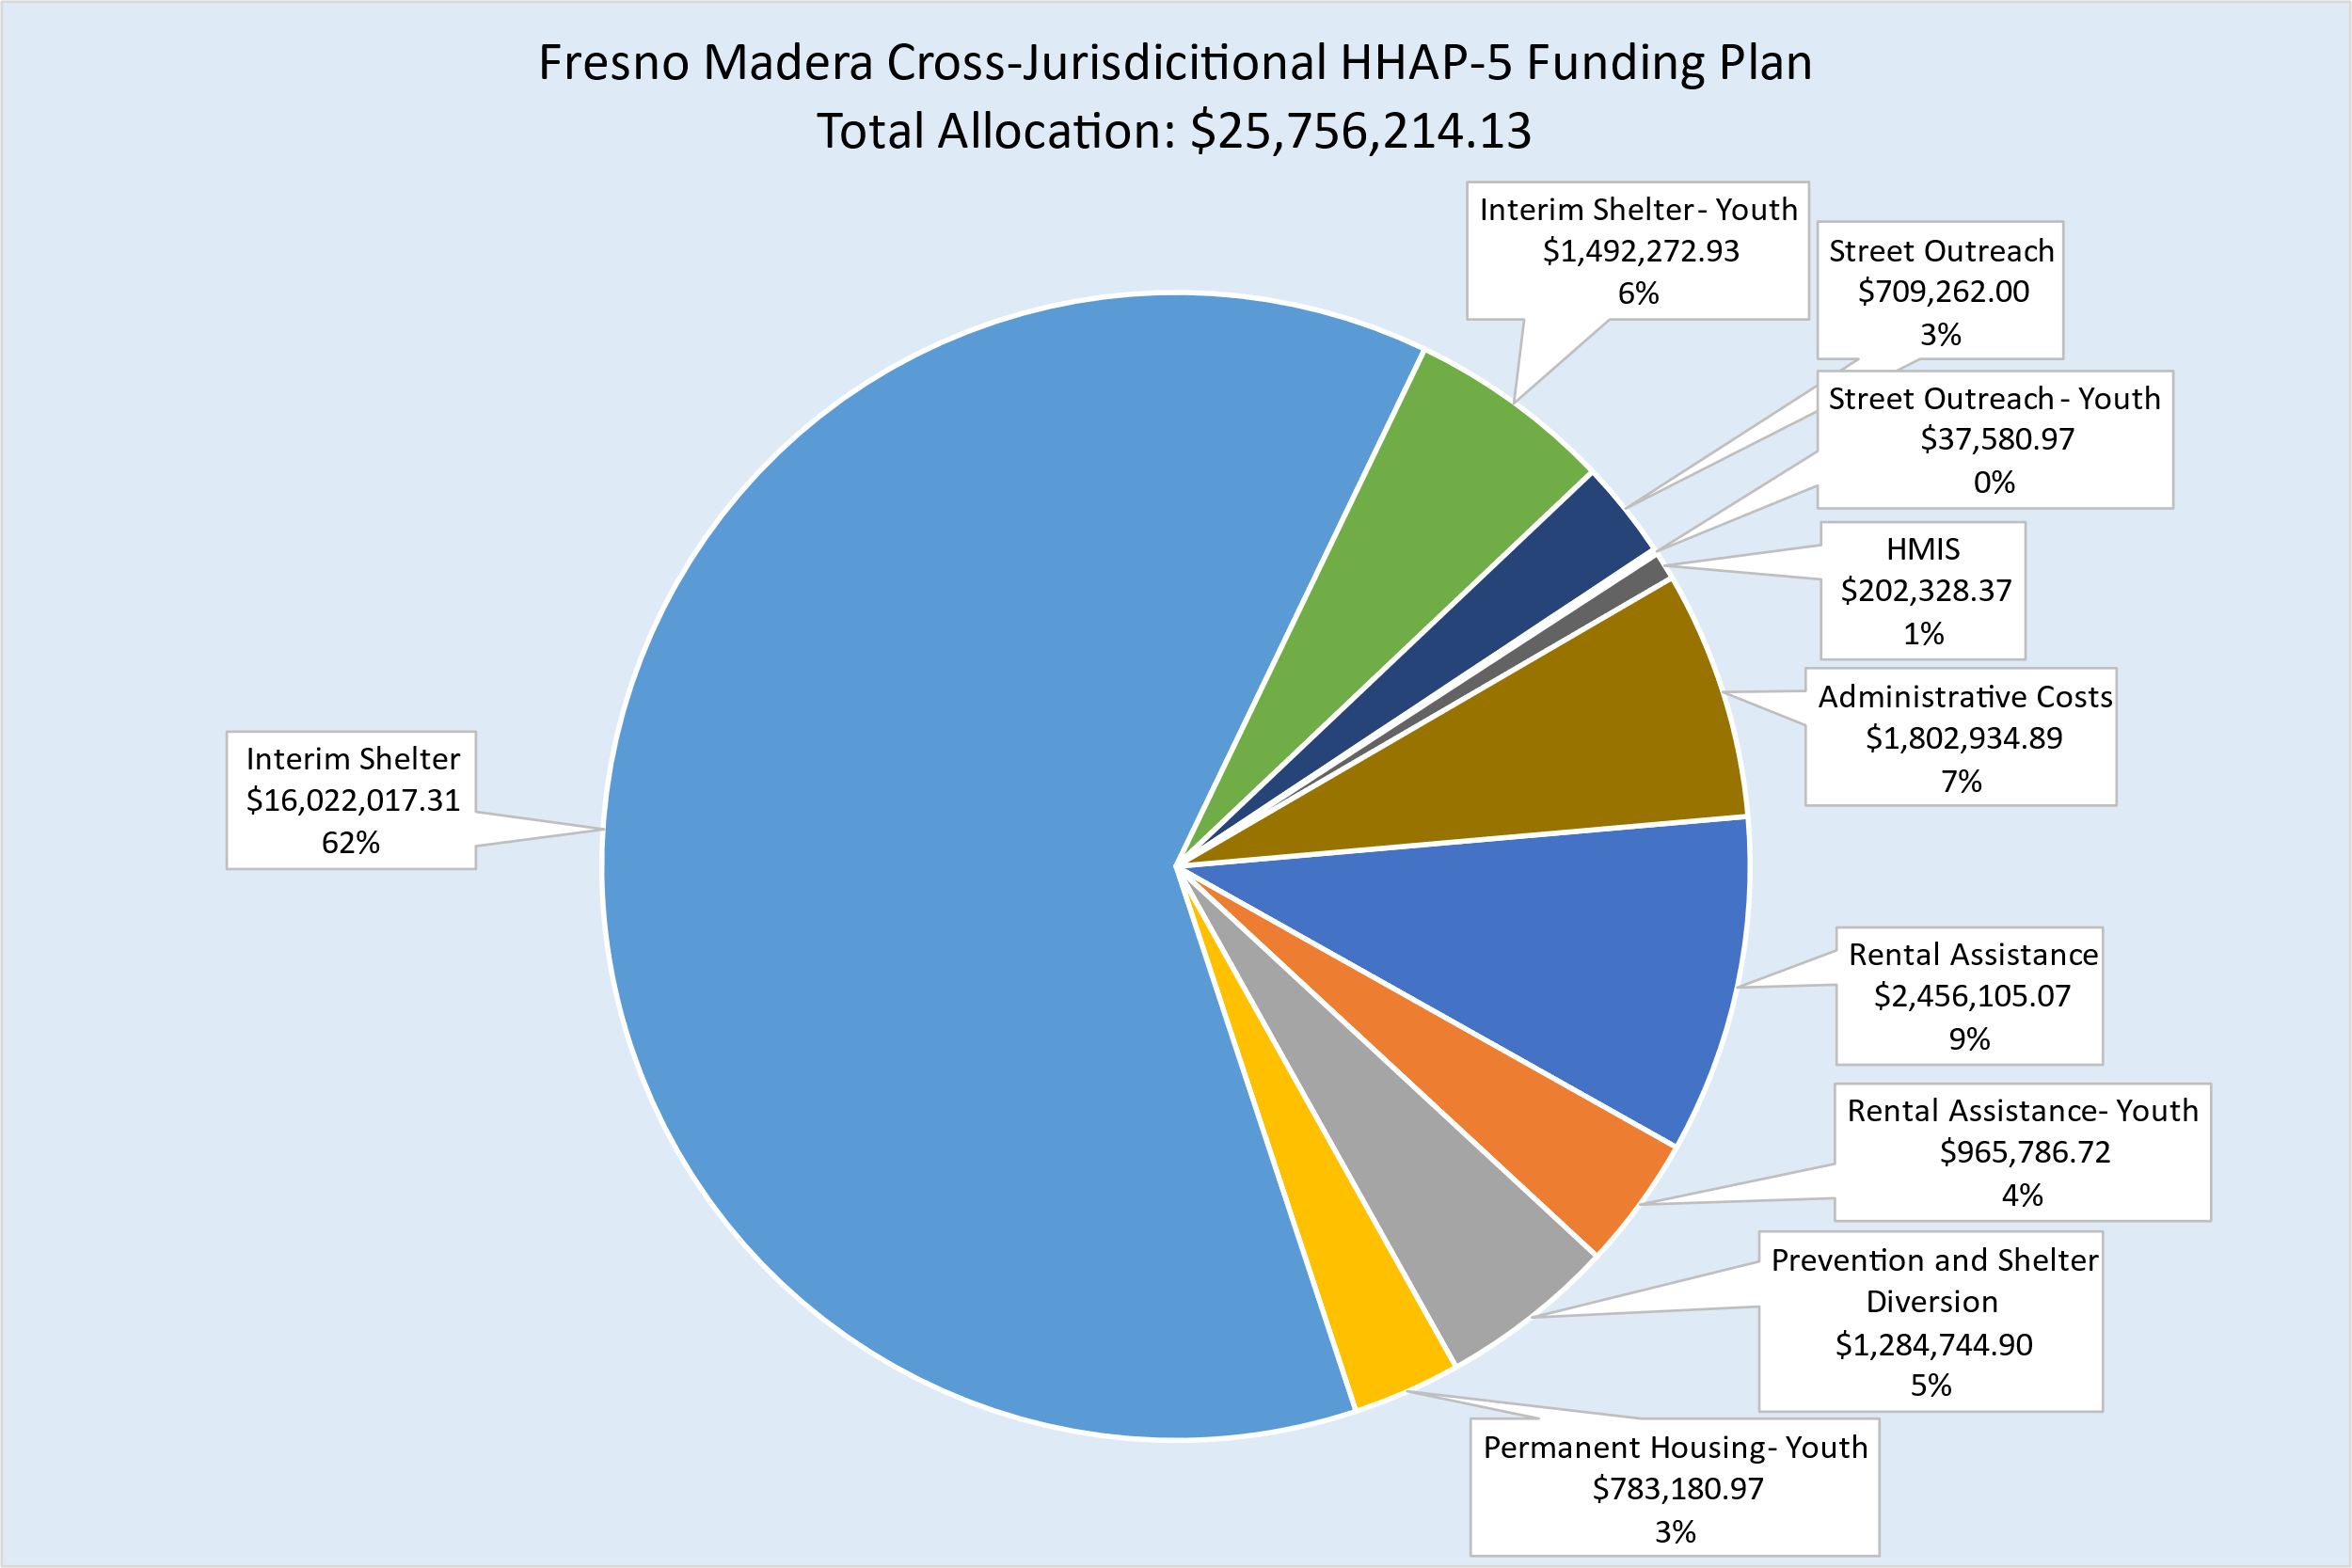 Fresno Madera Cross-Jurisdicitional HHAP-5 Funding Plan
Total Allocation: $25,756,214.13
Interim Shelter- Youth
$1,492,272.93
6%
Street Outreach
$709,262.00
3%
Street Outreach - Youth
$37,580.97
0%
HMIS
$202,328.37
1%
Administrative Costs
$1,802,934.89
7%
Interim Shelter
$16,022,017.31
62%
Rental Assistance
$2,456,105.07
9%
Rental Assistance- Youth
$965,786.72
4%
Prevention and Shelter
Diversion
$1,284,744.90
5%
Permanent Housing- Youth
$783,180.97
3%